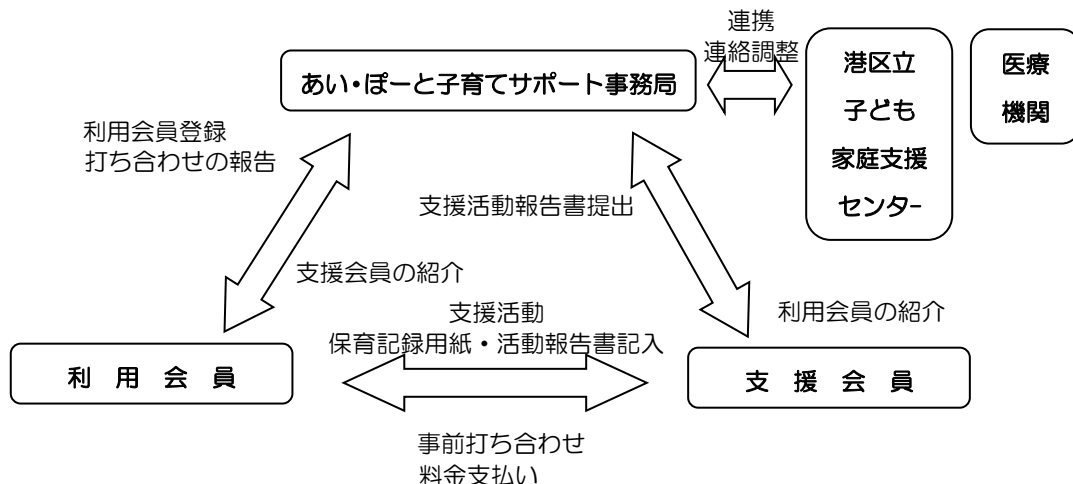 連携
連絡調整
あい・ぽーと子育てサポート事務局
港区立
子ども
家庭支援
センター
医療
機関
利用会員登録
打ち合わせの報告
支援活動報告書提出
支援会員の紹介
利用会員の紹介
支援活動
保育記録用紙・活動報告書記入
利　用　会　員
支　援　会　員
事前打ち合わせ
料金支払い